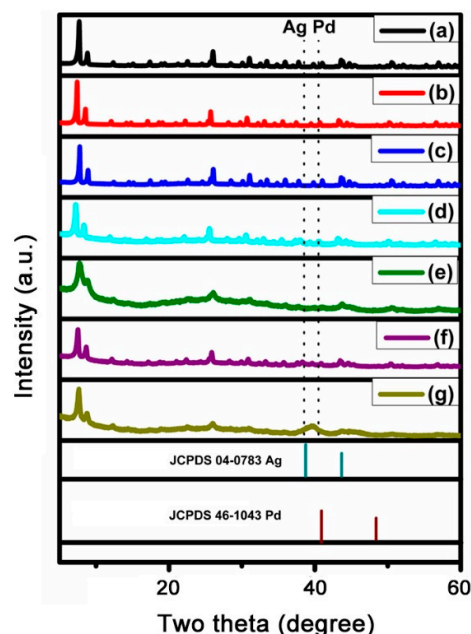 Ag Pd
(a)
(b)
(c)
(d)
(e)
(f)
(g)
JCPDS 04-0783 Ag
JCPDS 46-1043 Pd
20 40 60
Two theta (degree)
Intensity (a.u.)